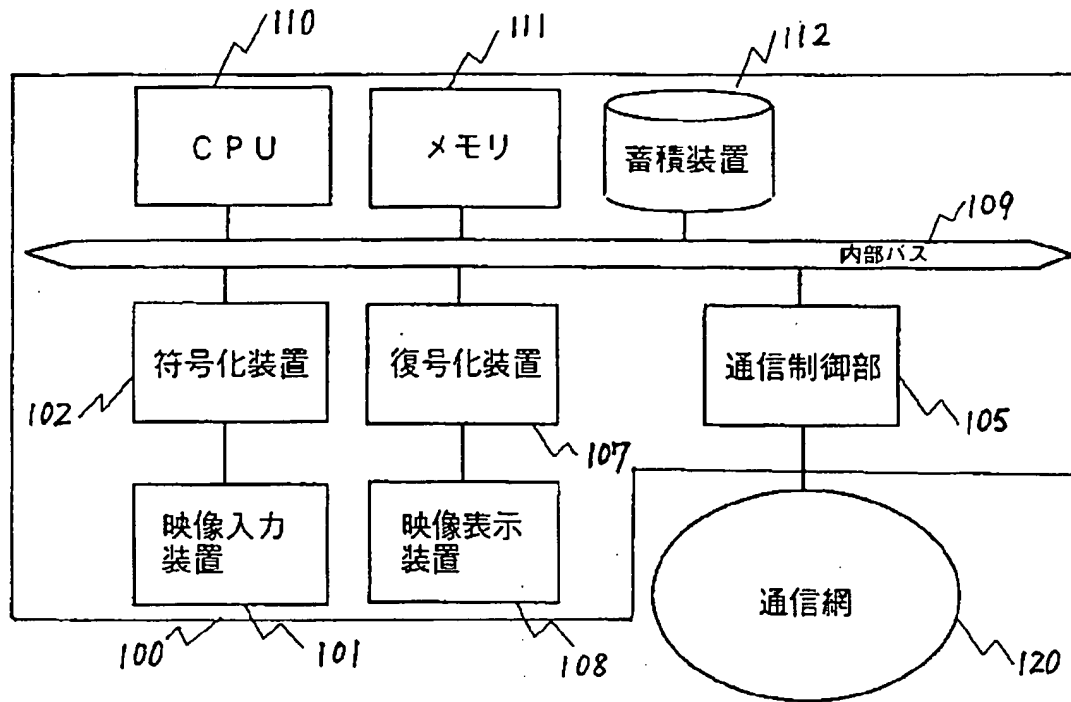 110
111
112
ＣＰＵ
メモリ
蓄積装置
109
内部バス
符号化装置
復号化装置
通信制御部
102
107
105
映像入力
装置
映像表示
装置
通信網
100
101
108
120